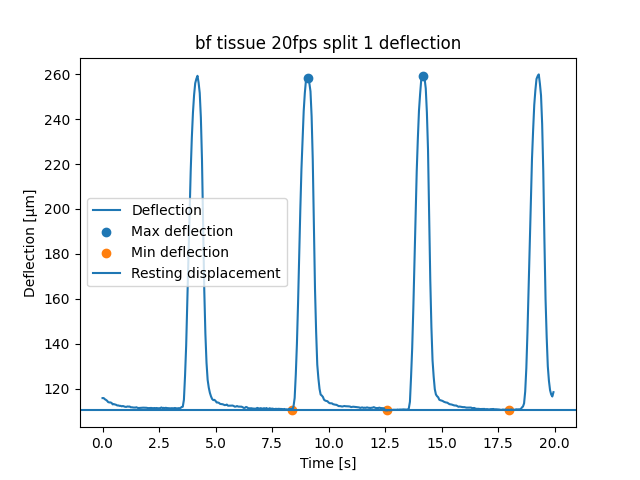 bf tissue 20fps split 1 deflection
Deflection [µm]
260
240
220
200
180
160
140
120
Deflection
Max deflection
Min deflection
Resting displacement
0.0 2.5 5.0 7.5 10.0 12.5 15.0 17.5 20.0
Time [s]